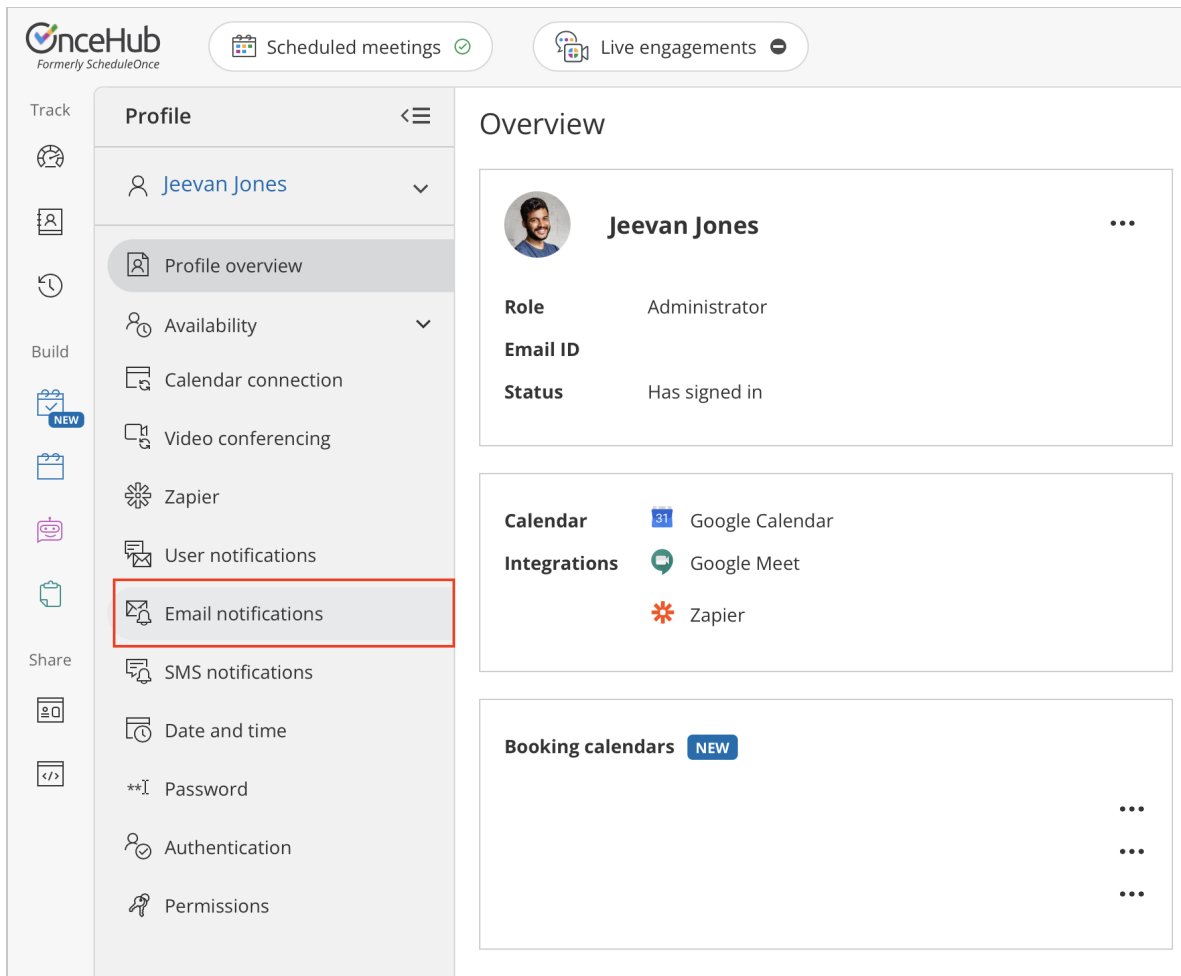 OnceHub
Formerly ScheduleOnce
Scheduled meetings
Live engagements
Track
Build
NEW
Share
Profile
Jeevan Jones
Profile overview
Availability
Calendar connection
Video conferencing
Zapier
User notifications
Email notifications
SMS notifications
Date and time
**I Password
Authentication
Permissions
Overview
Jeevan Jones
Role Administrator
Email ID
Status Has signed in
Calendar 31 Google Calendar
Integrations Google Meet
Zapier
Booking calendars NEW